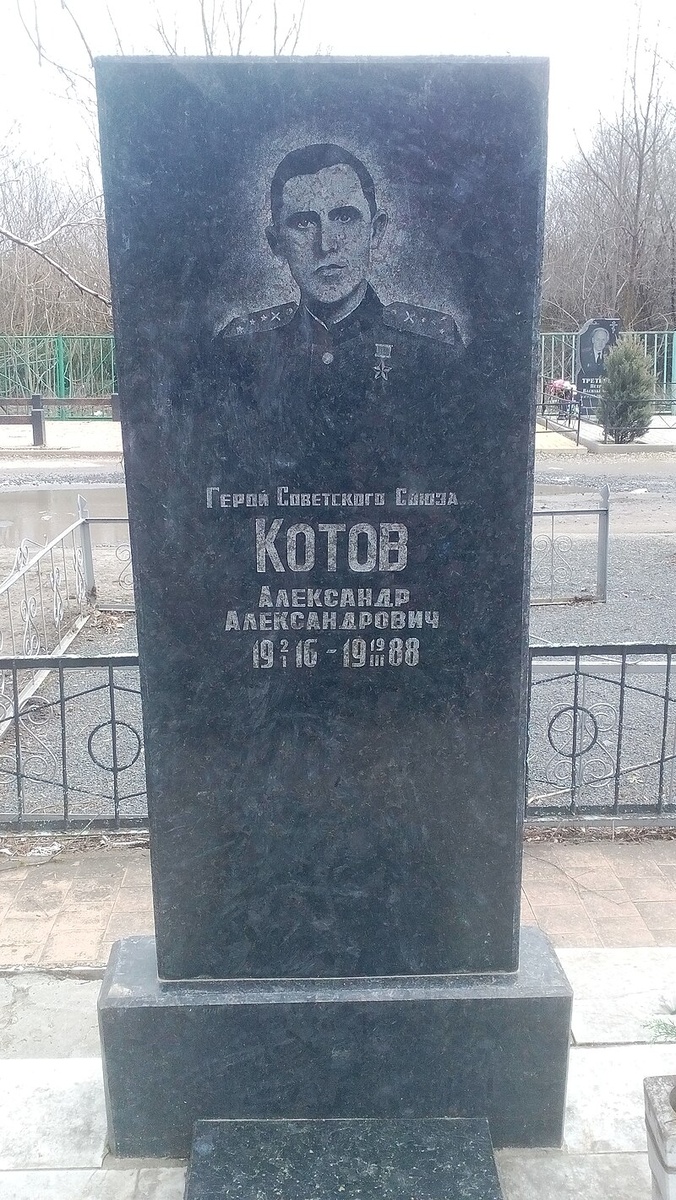 Герой Советского Союза
Котов
Александр
Александрович
19 2/I 16 - 19 19/III 88